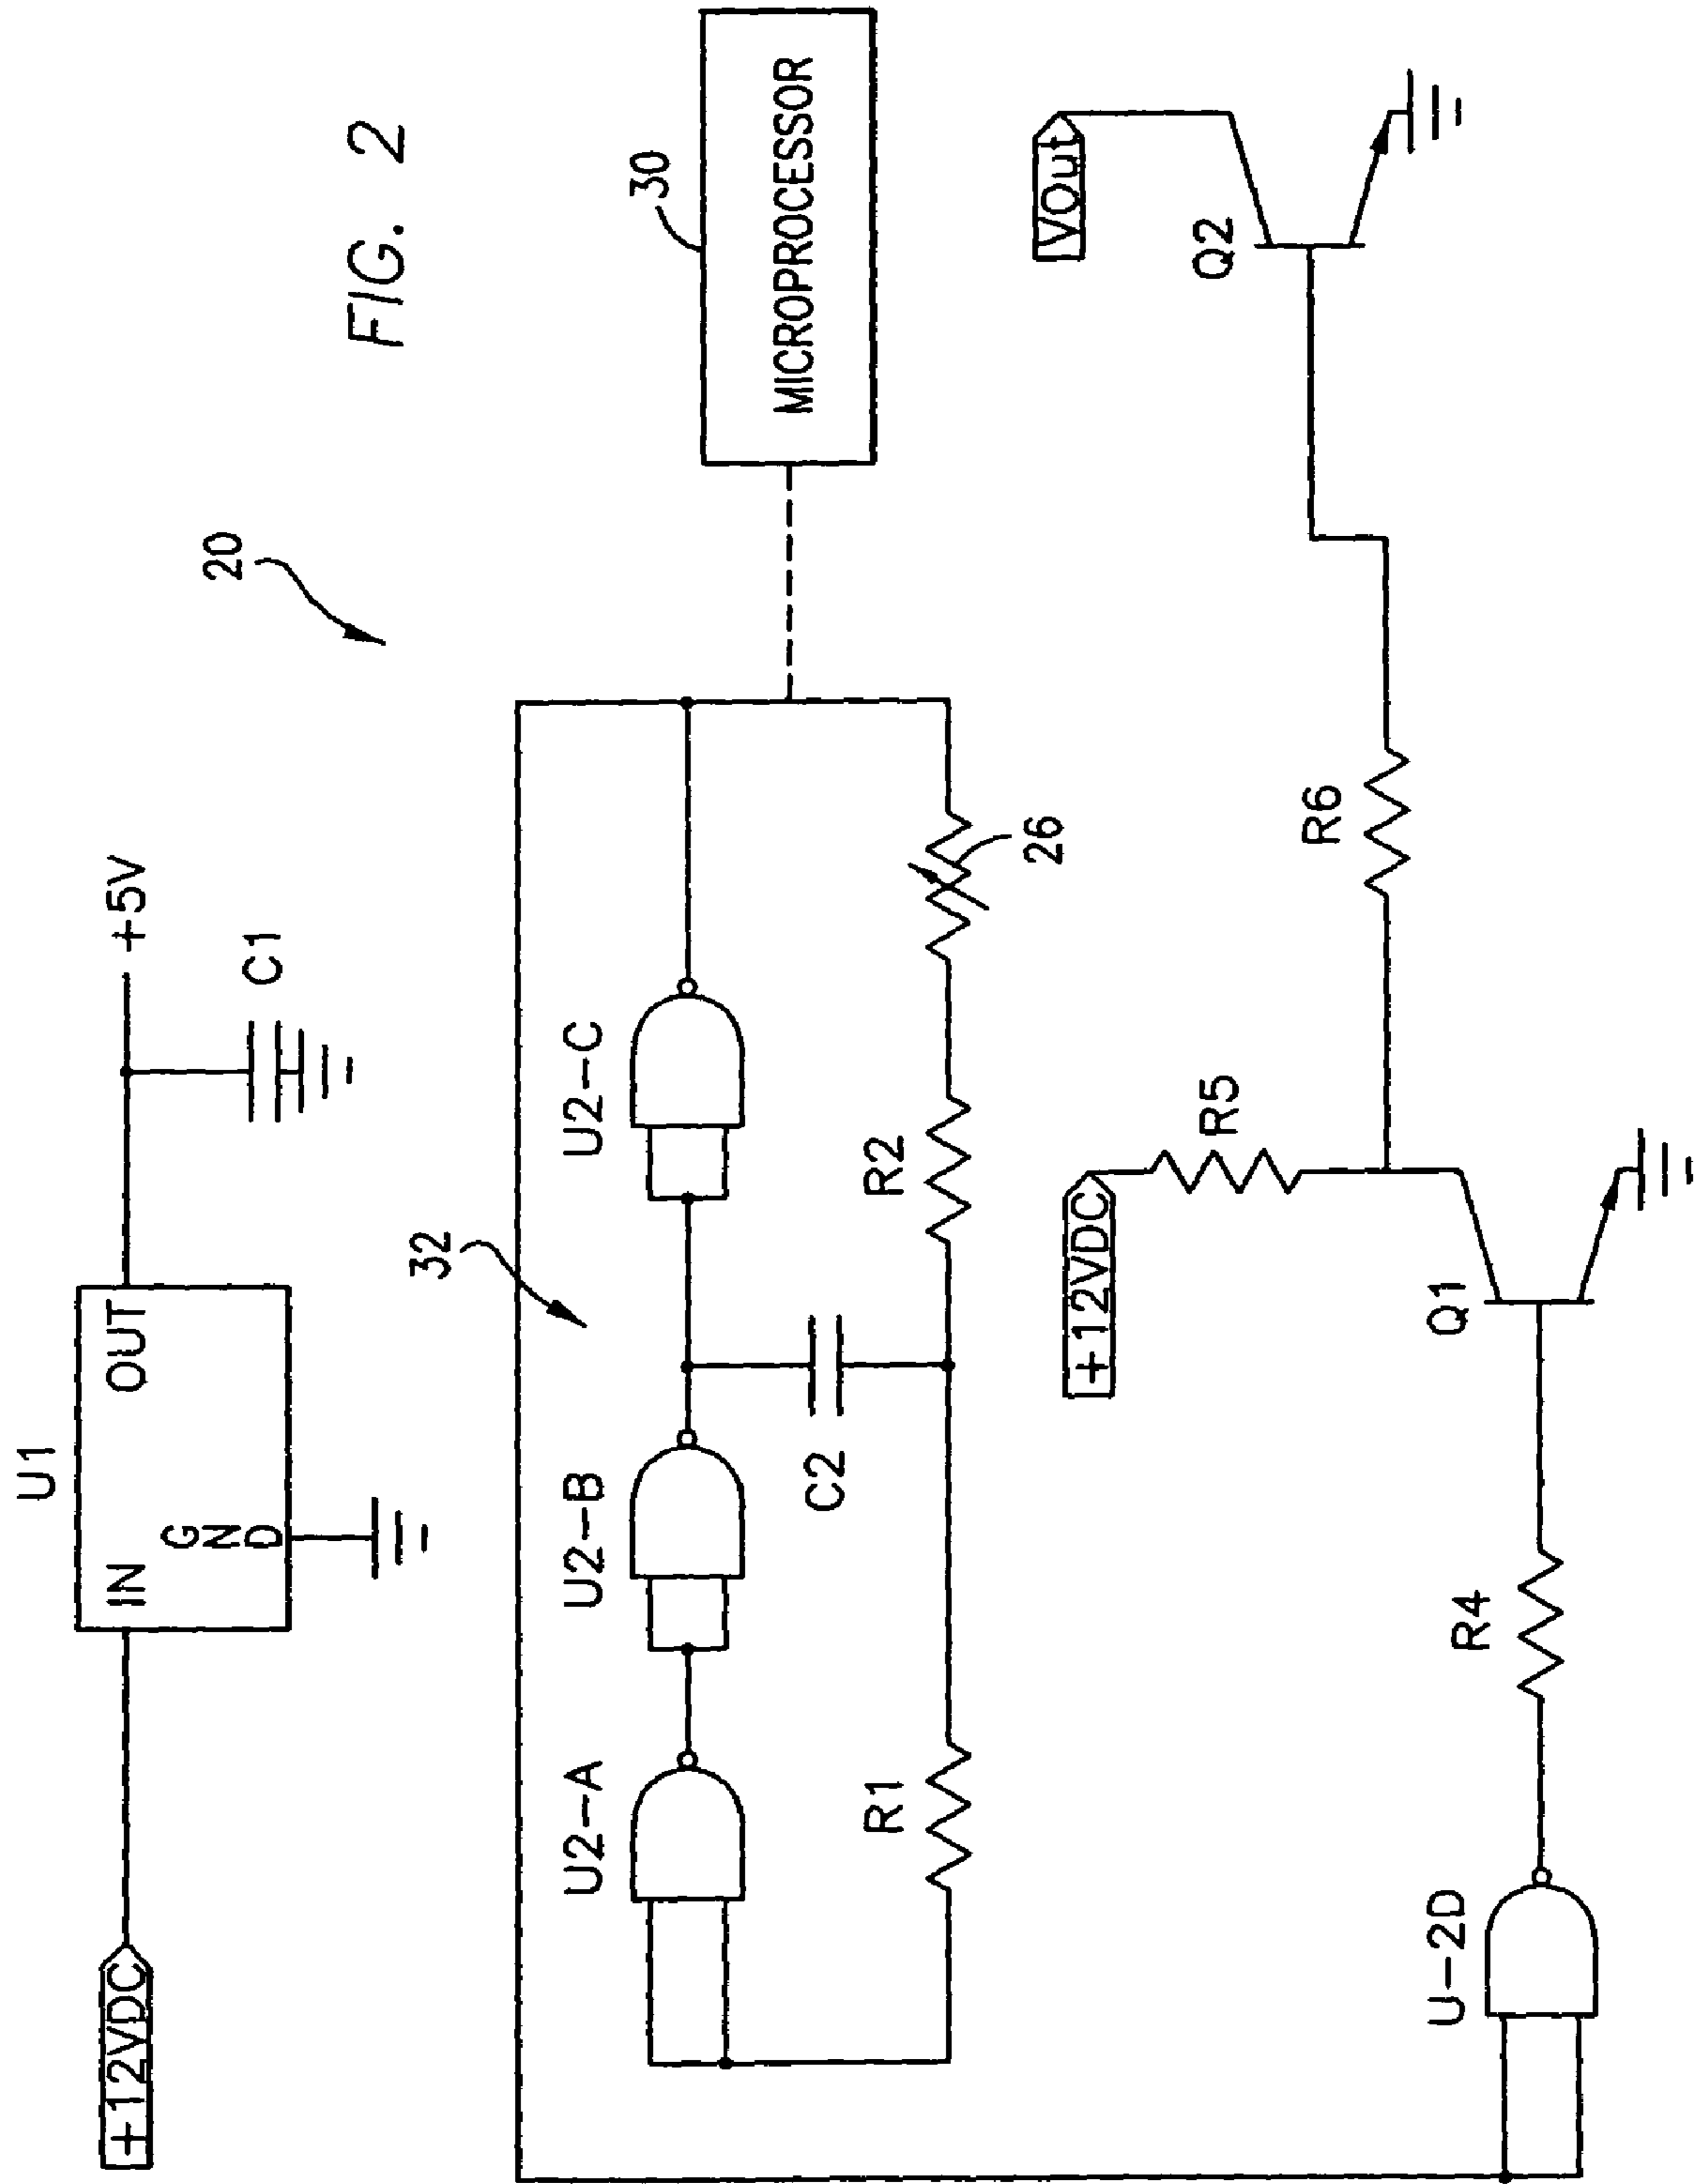 FIG. 2
20
+12VDC
U1
IN
OUT
GND
+5V
C1
32
U2-A
U2-B
U2-C
30
MICROPROCESSOR
C2
R1
R2
26
+12VDC
R5
VOut
U-2D
R4
Q1
R6
Q2